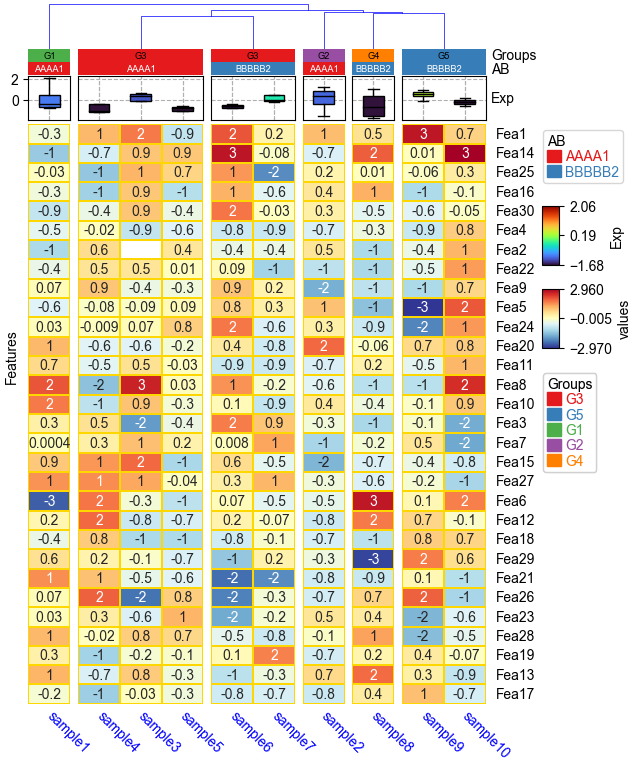 G1 G3 G3 G2 G4 G5 Groups
AAAA1 AAAA1 BBBBB2 AAAA1 BBBBB2 BBBBB2 AB
2
0
Exp
-0.3 1 2 -0.9 2 0.2 1 0.5 3 0.7 Fea1
-1 -0.7 0.9 0.9 3 -0.08 -0.7 2 0.01 3 Fea14
-0.03 -1 1 0.7 1 -2 0.2 0.01 -0.06 0.3 Fea25
-0.3 -1 0.9 -1 1 -0.6 0.4 1 -1 -0.1 Fea16
-0.9 -0.4 0.9 -0.4 2 -0.03 0.3 -0.5 -0.6 -0.05 Fea30
-0.5 -0.02 -0.9 -0.6 -0.8 -0.9 -0.7 -0.3 -0.9 0.8 Fea4
-1 0.6 0.4 -0.4 -0.4 0.5 -1 -0.4 1 Fea2
-0.4 0.5 0.5 0.01 0.09 -1 -1 -1 -0.5 1 Fea22
0.07 0.9 -0.4 -0.3 0.9 0.2 -2 -1 -1 0.7 Fea9
-0.6 -0.08 -0.09 0.09 0.8 0.3 1 -1 -3 2 Fea5
0.03 -0.009 0.07 0.8 2 -0.6 0.3 -0.9 -2 1 Fea24
1 -0.6 -0.6 -0.2 0.4 -0.8 2 -0.06 0.7 0.8 Fea20
0.7 -0.5 0.5 -0.03 -0.9 -0.9 -0.7 0.2 -0.5 1 Fea11
2 -2 3 0.03 1 -0.2 -0.6 -1 -1 2 Fea8
2 -1 0.9 -0.3 0.1 -0.9 0.4 -0.4 -0.1 0.9 Fea10
0.3 0.5 -2 -0.4 2 0.9 -0.3 -1 -0.1 -2 Fea3
0.0004 0.3 1 0.2 0.008 1 -1 -0.2 0.5 -2 Fea7
0.9 1 2 -1 0.6 -0.5 -2 -0.7 -0.4 -0.8 Fea15
1 1 1 -0.04 0.3 1 -0.3 -0.6 -0.2 -1 Fea27
-3 2 -0.3 -1 0.07 -0.5 -0.5 3 0.1 2 Fea6
0.2 2 -0.8 -0.7 0.2 -0.07 -0.8 2 0.7 -0.1 Fea12
-0.4 0.8 -1 -1 -0.8 -0.1 -0.7 -1 0.8 0.7 Fea18
0.6 0.2 -0.1 -0.7 -1 0.2 -0.3 -3 2 0.6 Fea29
1 1 -0.5 -0.6 -2 -2 -0.8 -0.9 0.1 -1 Fea21
0.07 2 -2 0.8 -2 -0.3 -0.7 0.7 2 -1 Fea26
0.03 0.3 -0.6 1 -2 -0.2 0.5 0.4 -2 -0.6 Fea23
1 -0.02 0.8 0.7 -0.5 -0.8 -0.1 1 -2 -0.5 Fea28
0.3 -1 -0.2 -0.1 0.1 2 -0.7 0.2 0.4 -0.07 Fea19
1 -0.7 0.8 -0.3 -1 -0.3 0.7 2 0.3 -0.9 Fea13
-0.2 -1 -0.03 -0.3 -0.8 -0.7 -0.8 0.4 1 -0.7 Fea17
sample1 sample4 sample3 sample5 sample6 sample7 sample2 sample8 sample9 sample10
Features
AB
AAAA1
BBBBB2
2.06
0.19
−1.68
Exp
2.960
−0.005
−2.970
values
Groups
G3
G5
G1
G2
G4